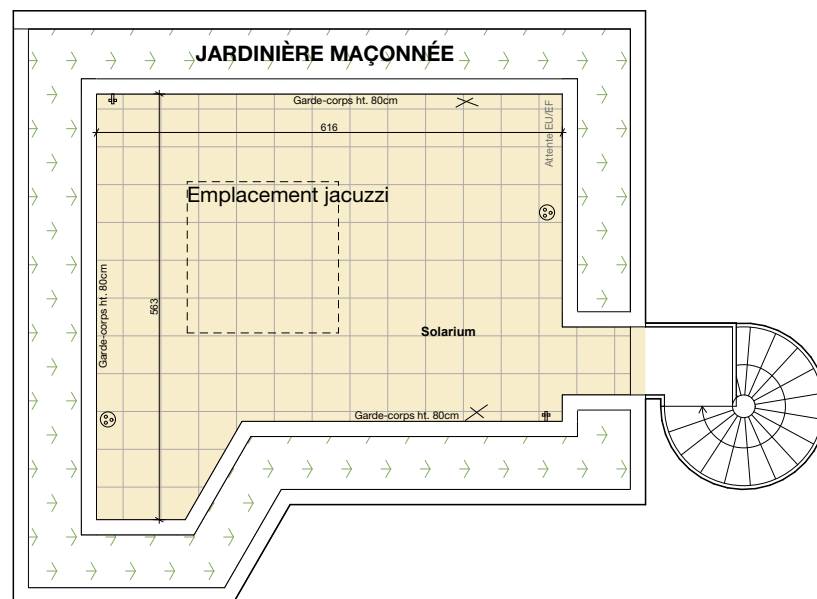 JARDINIÈRE MAÇONNÉE
Garde-corps ht. 80cm
616
Attente EU/EF
Emplacement jacuzzi
Garde-corps ht. 80cm
563
Solarium
Garde-corps ht. 80cm